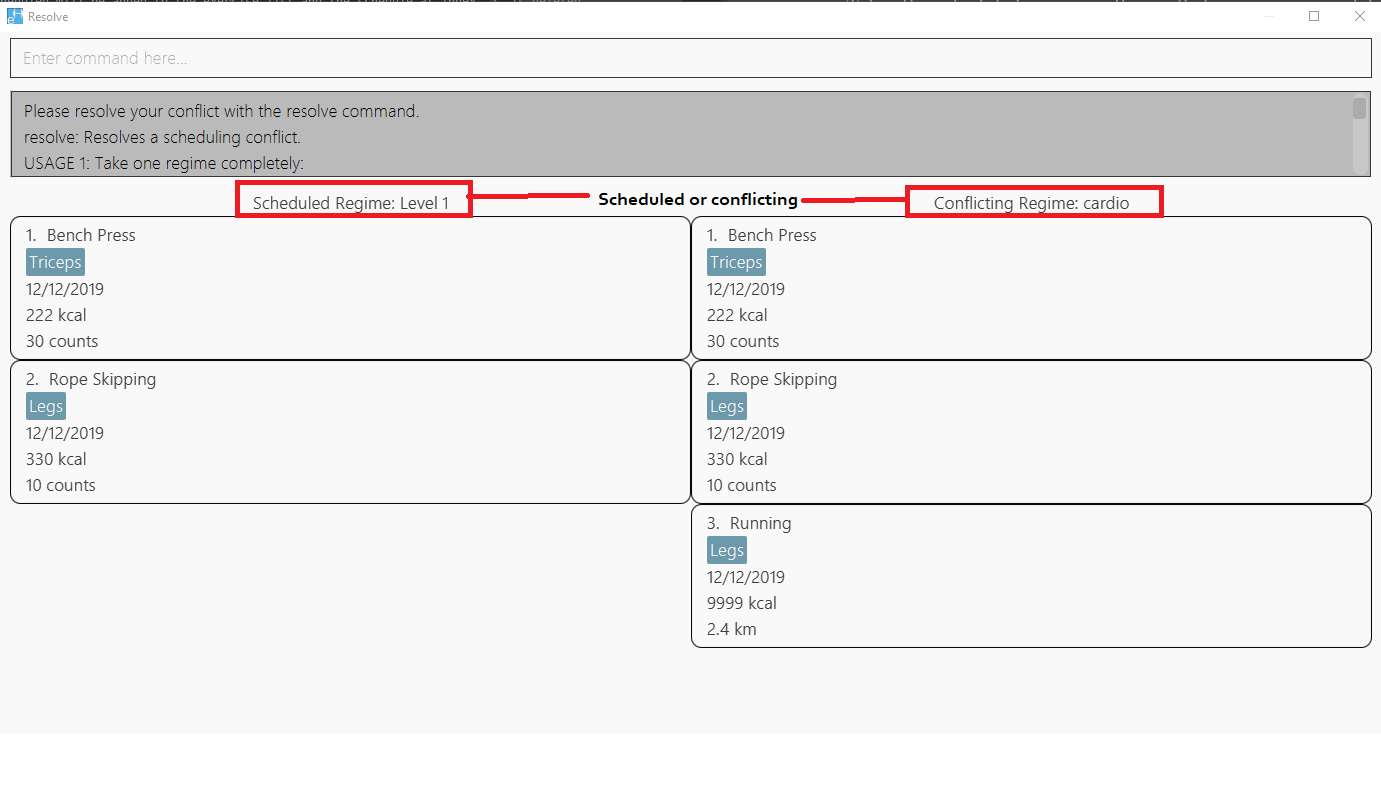 Resolve
Enter command here...
Please resolve your conflict with the resolve command.
resolve: Resolves a scheduling conflict.
USAGE 1: Take one regime completely:
Scheduled Regime: Level 1
Scheduled or conflicting
Conflicting Regime: cardio
1. Bench Press
Triceps
12/12/2019
222 kcal
30 counts
2. Rope Skipping
Legs
12/12/2019
330 kcal
10 counts
1. Bench Press
Triceps
12/12/2019
222 kcal
30 counts
2. Rope Skipping
Legs
12/12/2019
330 kcal
10 counts
3. Running
Legs
12/12/2019
9999 kcal
2.4 km